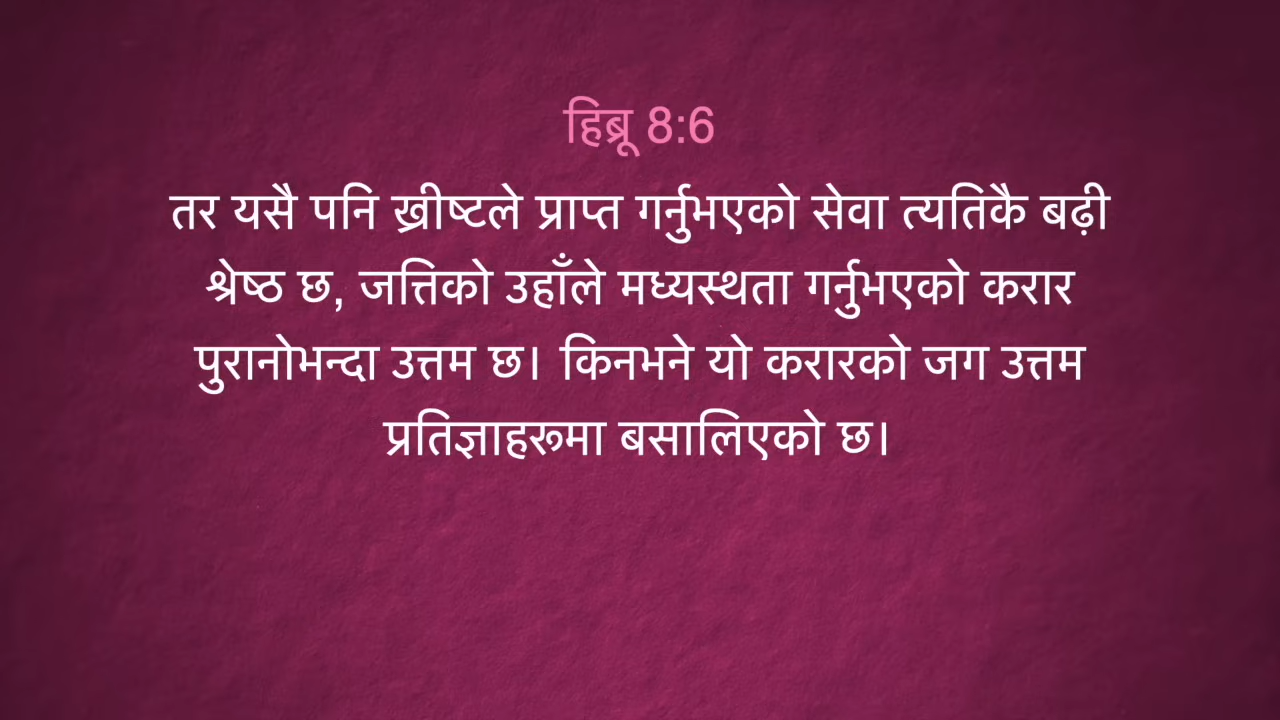 हिब्रू 8:6
तर यसै पनि ख्रीष्टले प्राप्त गर्नुभएको सेवा त्यतिकै बढ़ी
श्रेष्ठ छ, जत्तिको उहाँले मध्यस्थता गर्नुभएको करार
पुरानोभन्दा उत्तम छ। किनभने यो करारको जग उत्तम
प्रतिज्ञाहरूमा बसालिएको छ।